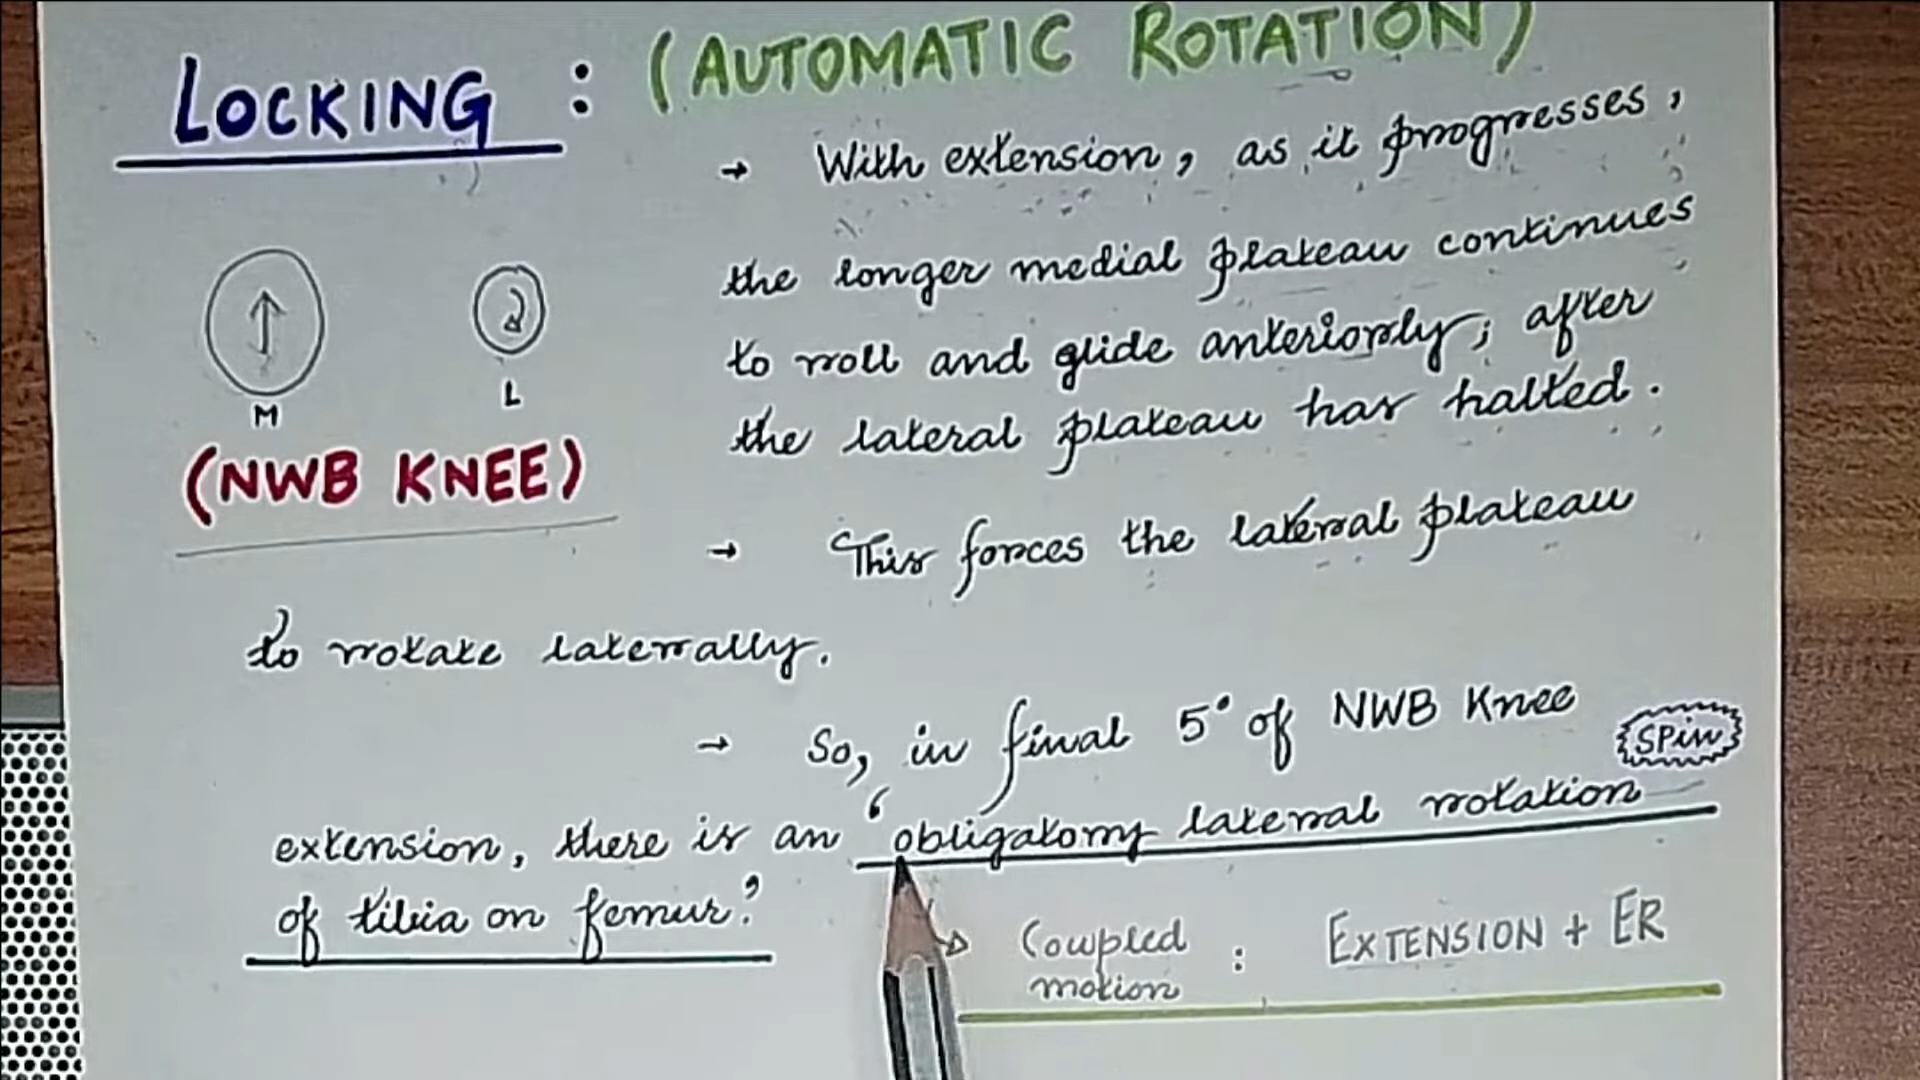 LOCKING : (AUTOMATIC ROTATION)
→ With extension, as it progresses,
the longer medial plateau continues
to roll and glide anteriorly; after
the lateral plateau has halted.
M
L
(NWB KNEE)
→ This forces the lateral plateau
to rotate laterally.
→ So, in final 5° of NWB Knee
SPIN
extension, there is an 'obligatory lateral rotation
of tibia on femur.'
→ Coupled motion : EXTENSION + ER